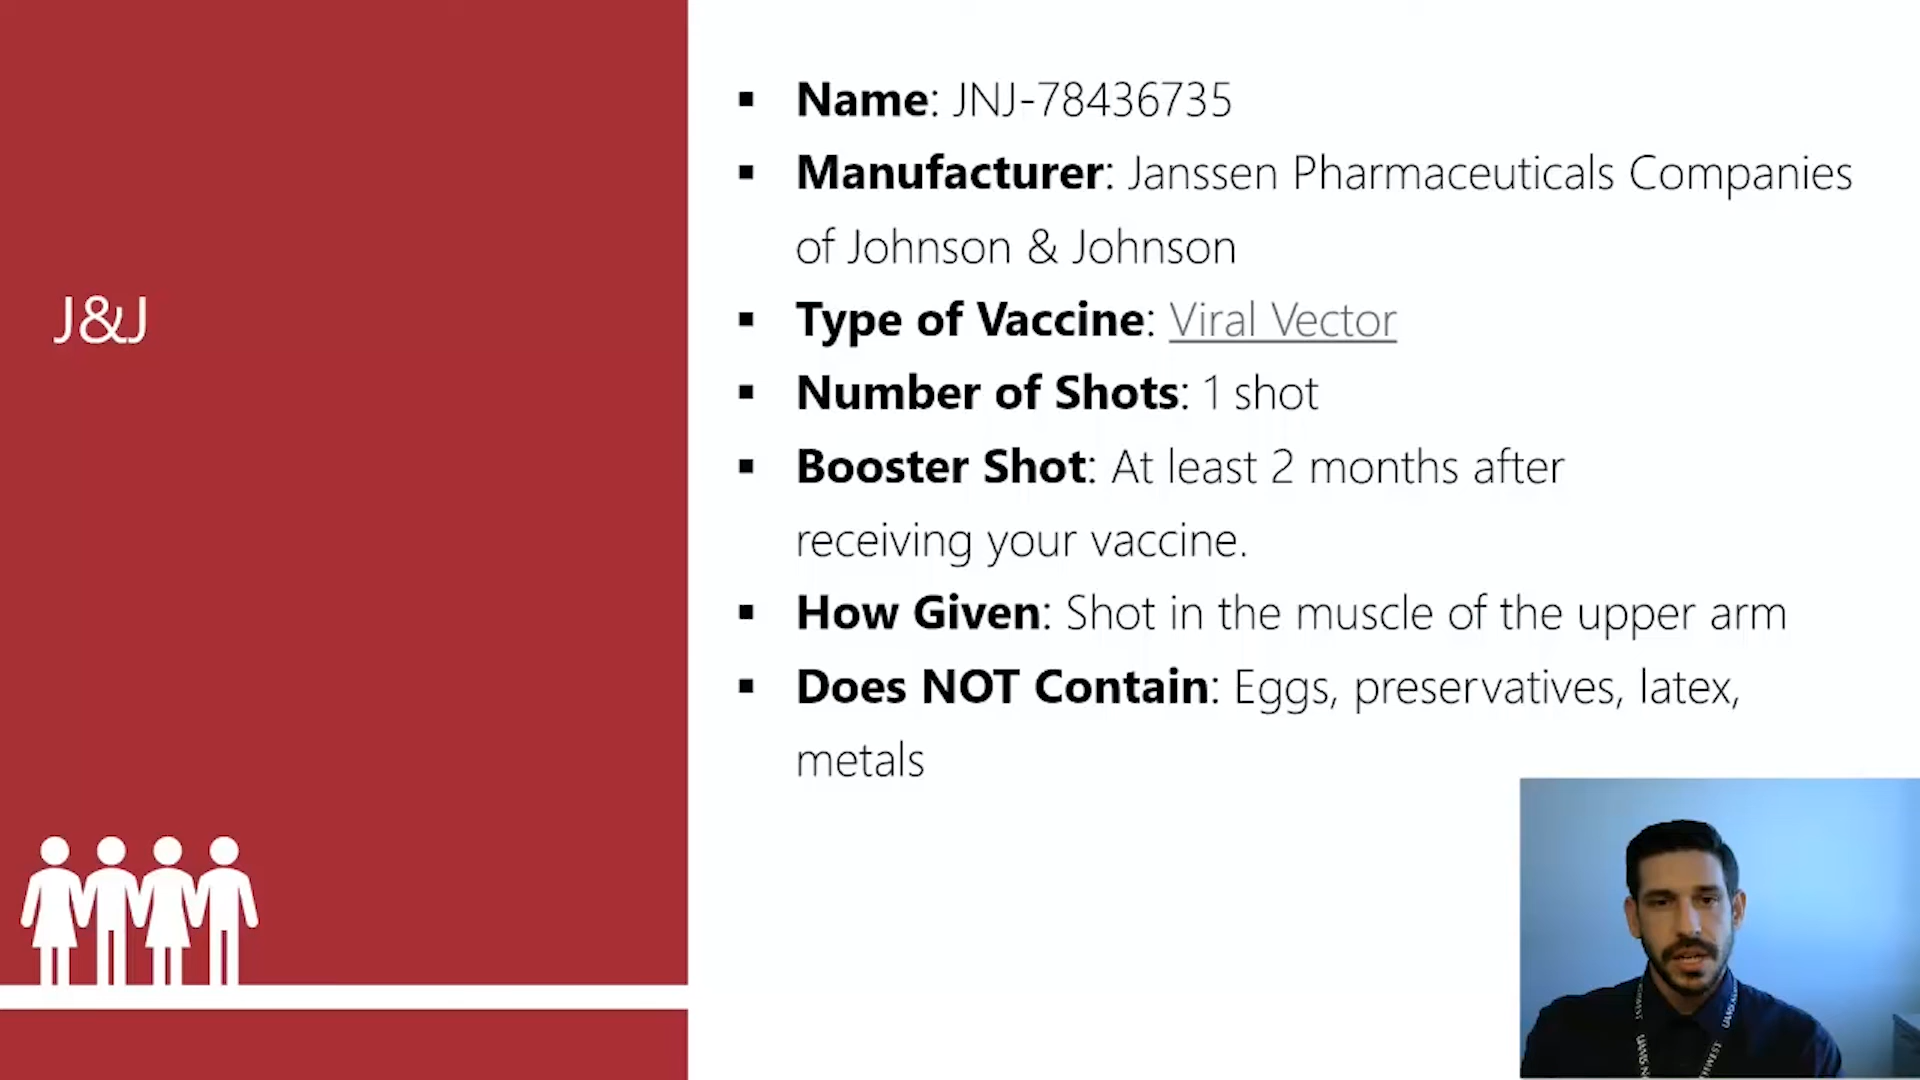 J&J
▪ Name: JNJ-78436735
▪ Manufacturer: Janssen Pharmaceuticals Companies
of Johnson & Johnson
▪ Type of Vaccine: Viral Vector
▪ Number of Shots: 1 shot
▪ Booster Shot: At least 2 months after
receiving your vaccine.
▪ How Given: Shot in the muscle of the upper arm
▪ Does NOT Contain: Eggs, preservatives, latex,
metals